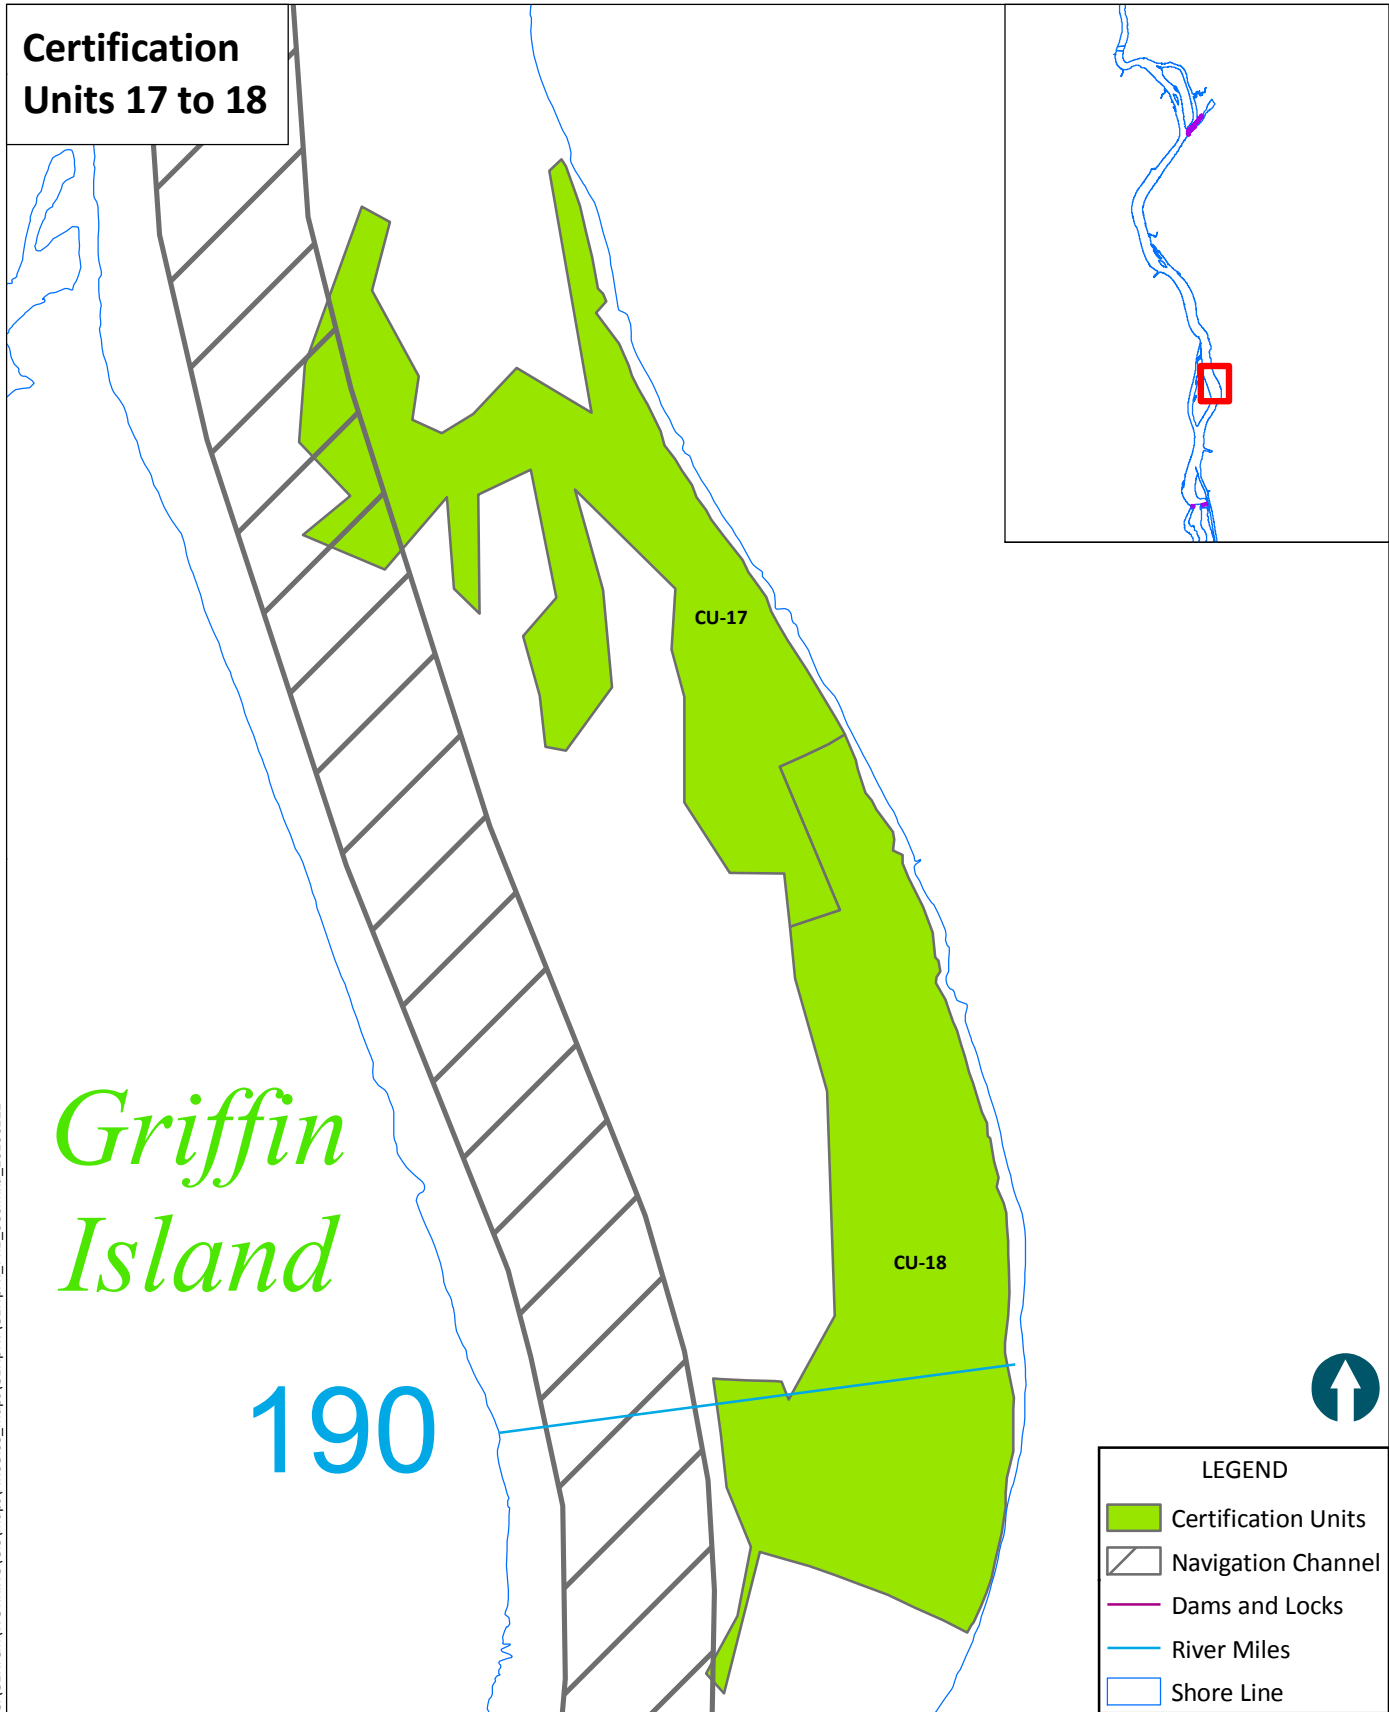 Certification
Units 17 to 18
CU-17
CU-18
Griffin
Island
190
LEGEND
Certification Units
Navigation Channel
Dams and Locks
River Miles
Shore Line